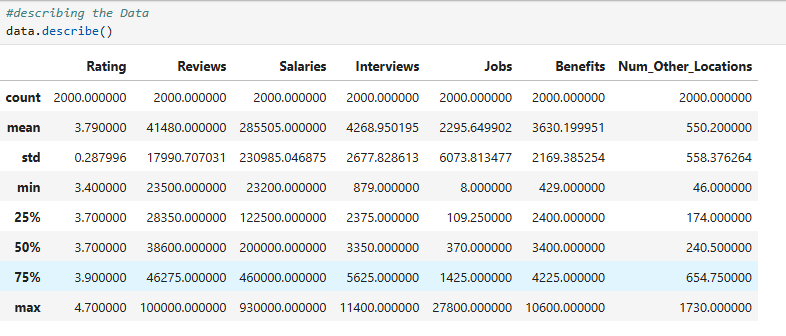 #describing the Data
data.describe()
Rating Reviews Salaries Interviews Jobs Benefits Num_Other_Locations
count 2000.000000 2000.000000 2000.000000 2000.000000 2000.000000 2000.000000 2000.000000
mean 3.790000 41480.000000 285505.000000 4268.950195 2295.649902 3630.199951 550.200000
std 0.287996 17990.707031 230985.046875 2677.828613 6073.813477 2169.385254 558.376264
min 3.400000 23500.000000 23200.000000 879.000000 8.000000 429.000000 46.000000
25% 3.700000 28350.000000 122500.000000 2375.000000 109.250000 2400.000000 174.000000
50% 3.700000 38600.000000 200000.000000 3350.000000 370.000000 3400.000000 240.500000
75% 3.900000 46275.000000 460000.000000 5625.000000 1425.000000 4225.000000 654.750000
max 4.700000 100000.000000 930000.000000 11400.000000 27800.000000 10600.000000 1730.000000